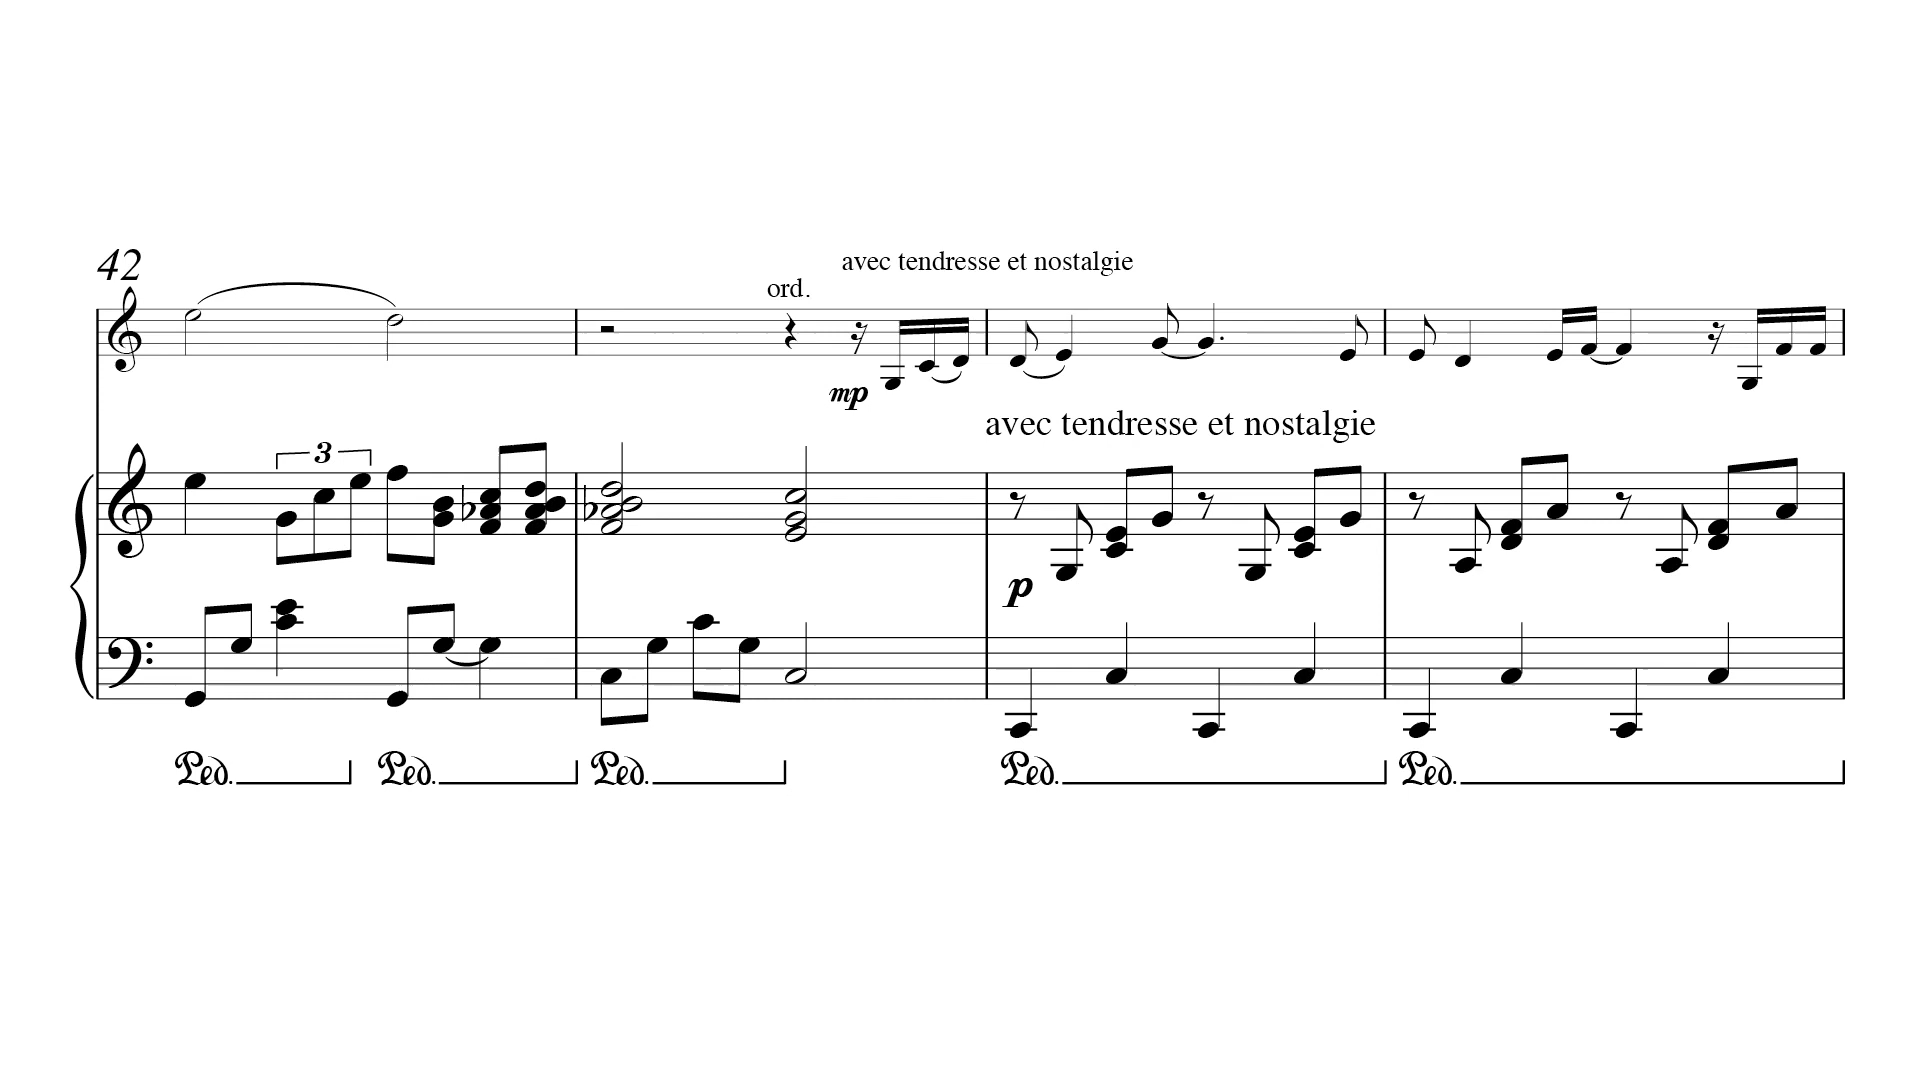 42
avec tendresse et nostalgie
ord.
mp
avec tendresse et nostalgie
3
p
Ped. Ped. Ped. Ped. Ped.